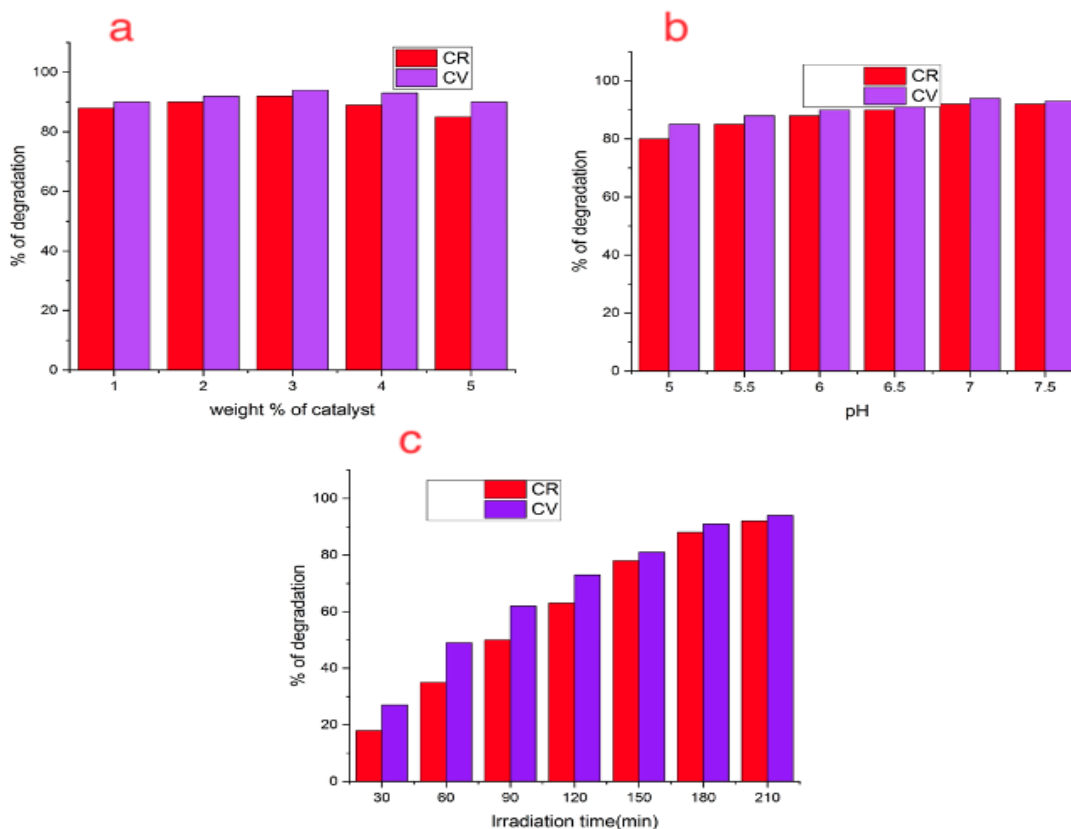 a
CR
CV
100
80
60
40
20
0
% of degradation
1 2 3 4 5
weight % of catalyst
b
CR
CV
100
80
60
40
20
0
% of degradation
5 5.5 6 6.5 7 7.5
pH
c
CR
CV
100
80
60
40
20
0
% of degradation
30 60 90 120 150 180 210
Irradiation time(min)